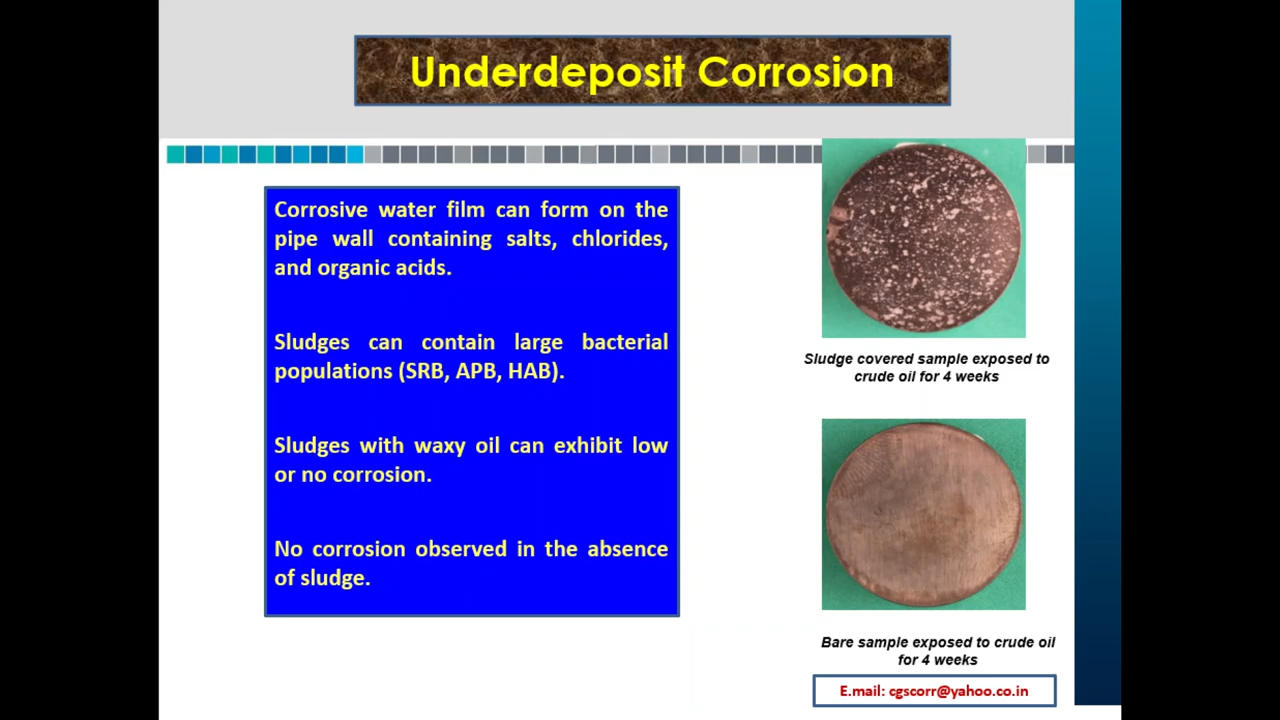 Underdeposit Corrosion
Corrosive water film can form on the
pipe wall containing salts, chlorides,
and organic acids.
Sludges can contain large bacterial
populations (SRB, APB, HAB).
Sludges with waxy oil can exhibit low
or no corrosion.
No corrosion observed in the absence
of sludge.
Sludge covered sample exposed to
crude oil for 4 weeks
Bare sample exposed to crude oil
for 4 weeks
E.mail: cgscorr@yahoo.co.in